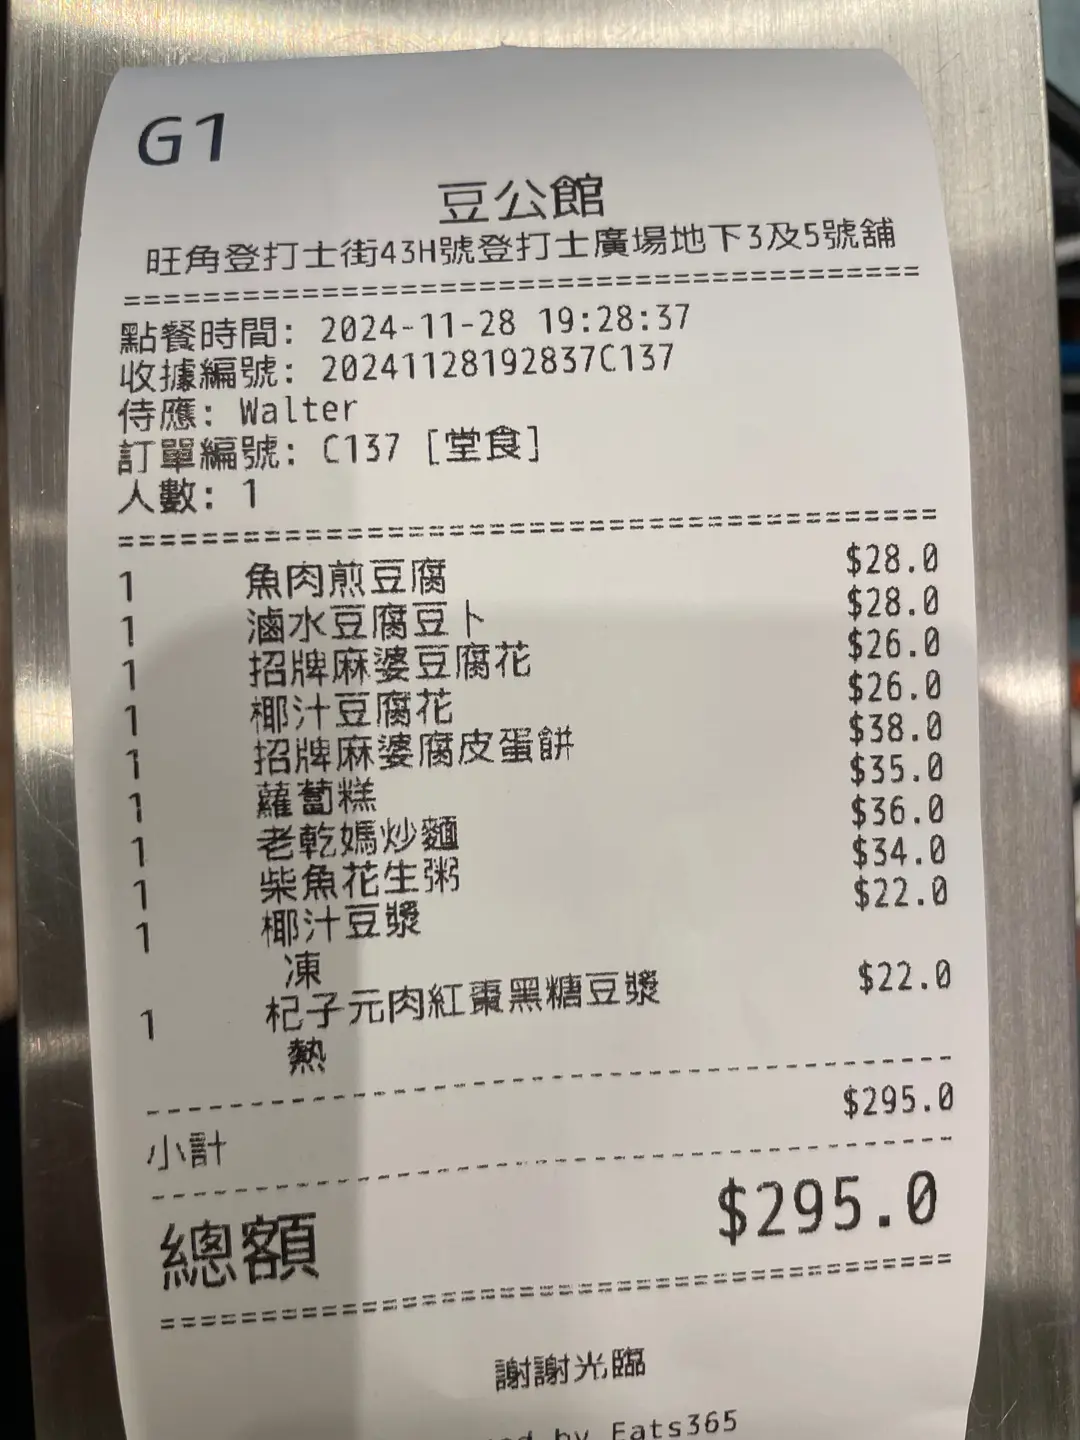 G1
豆公館
旺角登打士街43H號登打士廣場地下3及5號舖
========================================
點餐時間: 2024-11-28 19:28:37
收據編號: 20241128192837C137
侍應: Walter
訂單編號: C137 [堂食]
人數: 1
========================================
1 魚肉煎豆腐 $28.0
1 滷水豆腐豆卜 $28.0
1 招牌麻婆豆腐花 $26.0
1 椰汁豆腐花 $26.0
1 招牌麻婆腐皮蛋餅 $38.0
1 蘿蔔糕 $35.0
1 老乾媽炒麵 $36.0
1 柴魚花生粥 $34.0
1 椰汁豆漿 $22.0
凍
1 杞子元肉紅棗黑糖豆漿 $22.0
熱
----------------------------------------
小計 $295.0
----------------------------------------
總額 $295.0
========================================
謝謝光臨
by Eats365